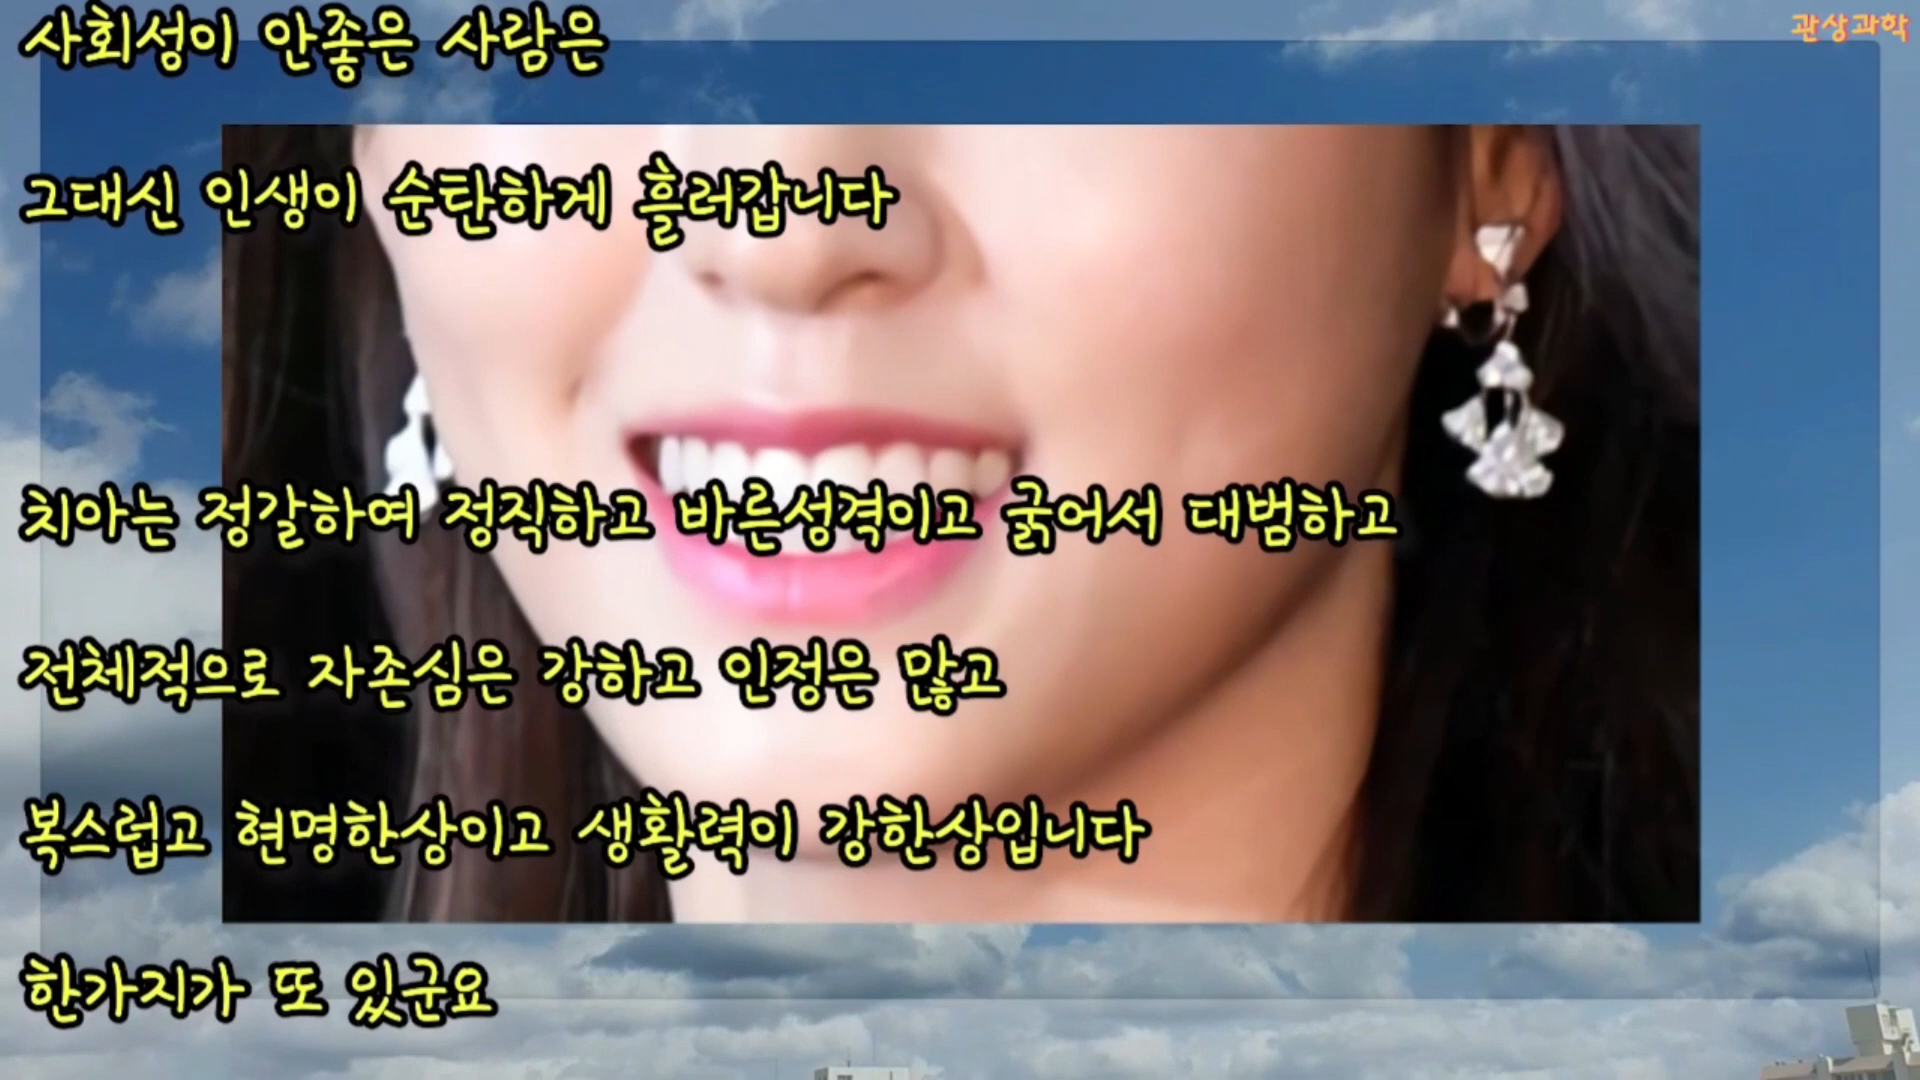 관상과학
사회성이 안좋은 사람은
그대신 인생이 순탄하게 흘러갑니다
치아는 정갈하여 정직하고 바른성격이고 굵어서 대범하고
전체적으로 자존심은 강하고 인정은 많고
복스럽고 현명한상이고 생활력이 강한상입니다
한가지가 또 있군요